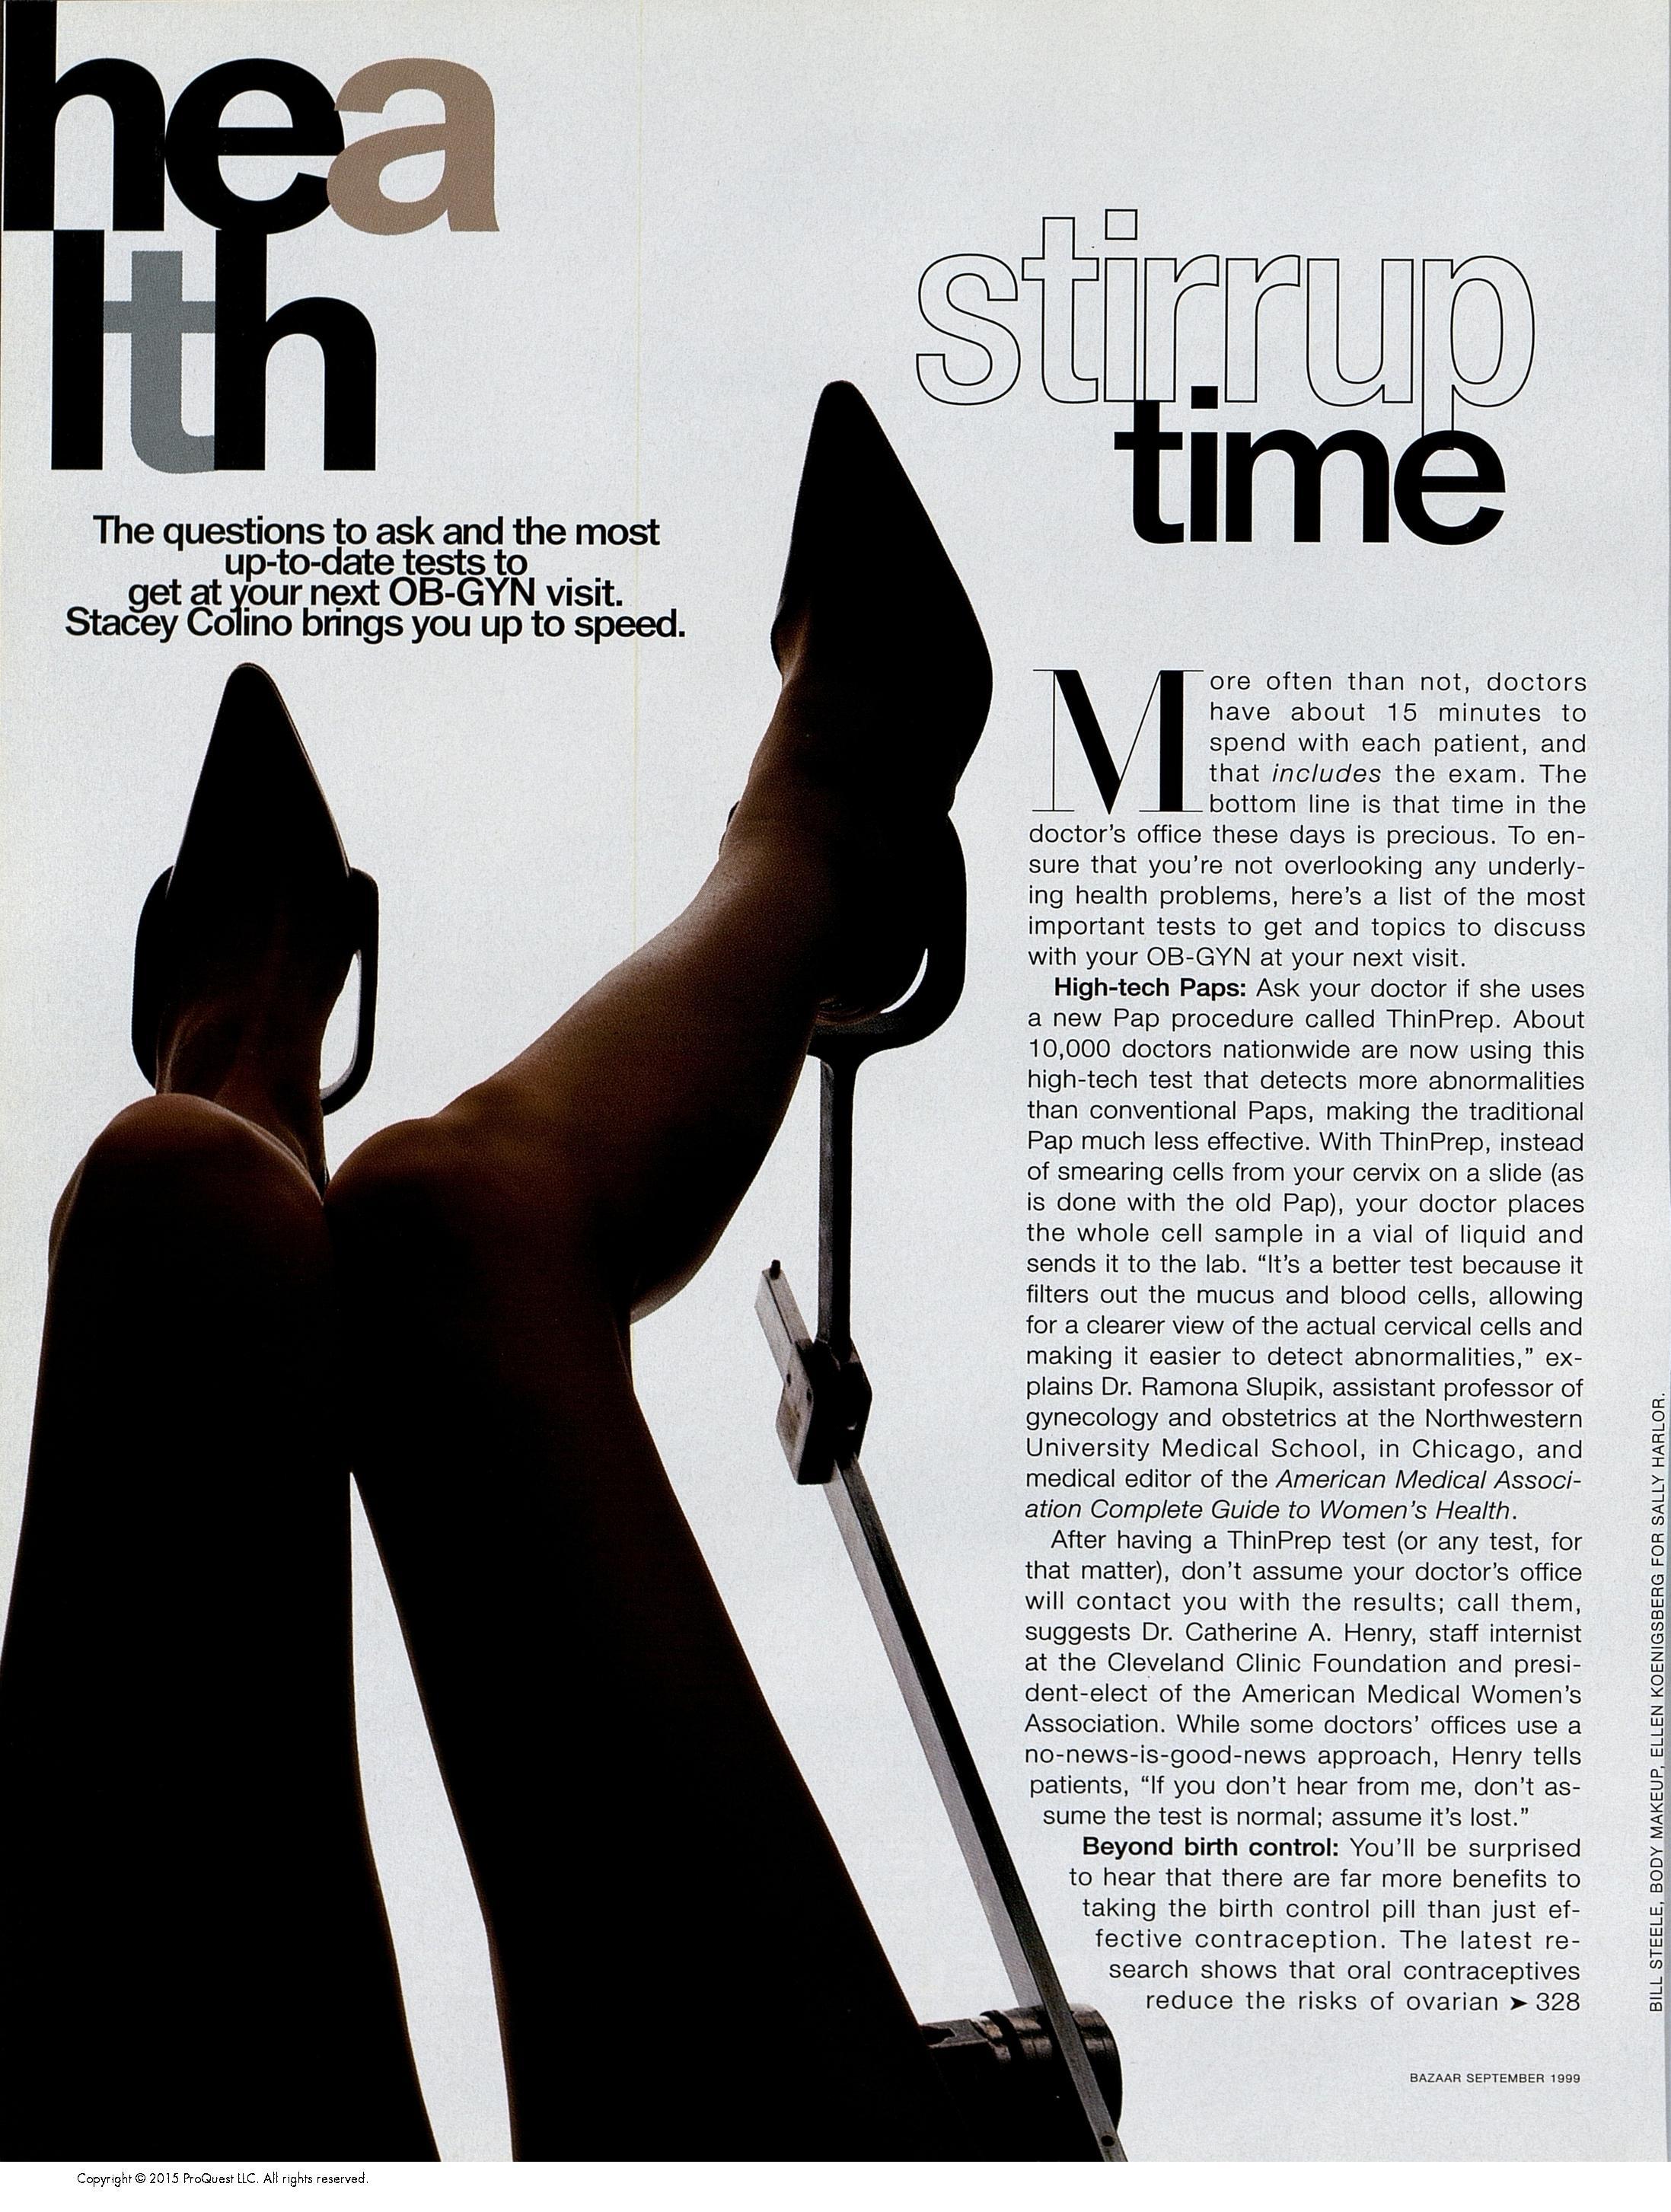 hea
lth
The questions to ask and the most
up-to-date tests to
get at your next OB-GYN visit.
Stacey Colino brings you up to speed.
stirrup
time
More often than not, doctors
have about 15 minutes to
spend with each patient, and
that includes the exam. The
bottom line is that time in the
doctor's office these days is precious. To en-
sure that you're not overlooking any underly-
ing health problems, here's a list of the most
important tests to get and topics to discuss
with your OB-GYN at your next visit.
High-tech Paps: Ask your doctor if she uses
a new Pap procedure called ThinPrep. About
10,000 doctors nationwide are now using this
high-tech test that detects more abnormalities
than conventional Paps, making the traditional
Pap much less effective. With ThinPrep, instead
of smearing cells from your cervix on a slide (as
is done with the old Pap), your doctor places
the whole cell sample in a vial of liquid and
sends it to the lab. “It's a better test because it
filters out the mucus and blood cells, allowing
for a clearer view of the actual cervical cells and
making it easier to detect abnormalities,” ex-
plains Dr. Ramona Slupik, assistant professor of
gynecology and obstetrics at the Northwestern
University Medical School, in Chicago, and
medical editor of the American Medical Associ-
ation Complete Guide to Women's Health.
After having a ThinPrep test (or any test, for
that matter), don't assume your doctor's office
will contact you with the results; call them,
suggests Dr. Catherine A. Henry, staff internist
at the Cleveland Clinic Foundation and presi-
dent-elect of the American Medical Women's
Association. While some doctors' offices use a
no-news-is-good-news approach, Henry tells
patients, “If you don't hear from me, don't as-
sume the test is normal; assume it's lost.”
Beyond birth control: You'll be surprised
to hear that there are far more benefits to
taking the birth control pill than just ef-
fective contraception. The latest re-
search shows that oral contraceptives
reduce the risks of ovarian ➤ 328
BILL STEELE, BODY MAKEUP, ELLEN KOENIGSBERG FOR SALLY HARLOR.
BAZAAR SEPTEMBER 1999
Copyright © 2015 ProQuest LLC. All rights reserved.